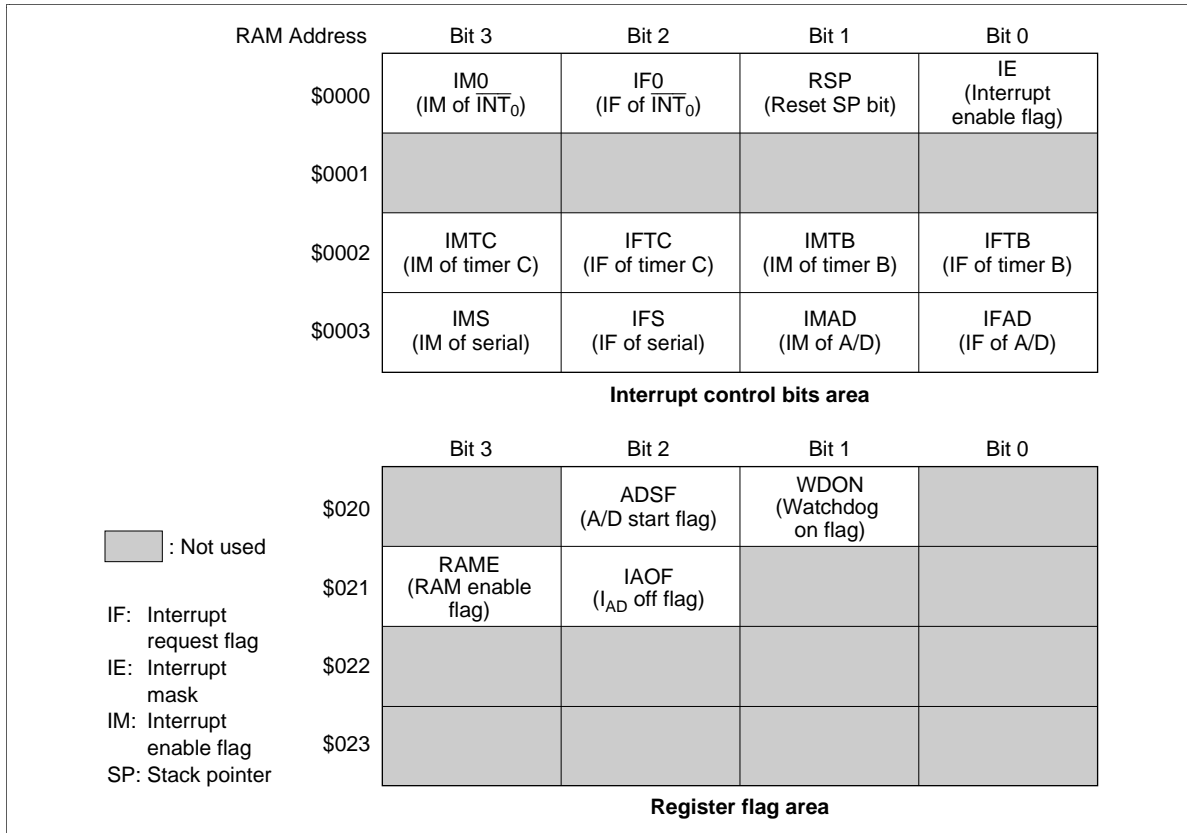 RAM Address Bit 3 Bit 2 Bit 1 Bit 0
$0000
IM0
(IM of I̅N̅T̅₀)
IF0
(IF of I̅N̅T̅₀)
RSP
(Reset SP bit)
IE
(Interrupt
enable flag)
$0001
$0002
IMTC
(IM of timer C)
IFTC
(IF of timer C)
IMTB
(IM of timer B)
IFTB
(IF of timer B)
$0003
IMS
(IM of serial)
IFS
(IF of serial)
IMAD
(IM of A/D)
IFAD
(IF of A/D)
Interrupt control bits area
Bit 3 Bit 2 Bit 1 Bit 0
$020
ADSF
(A/D start flag)
WDON
(Watchdog
on flag)
$021
RAME
(RAM enable
flag)
IAOF
(I_AD off flag)
$022
$023
Register flag area
: Not used
IF: Interrupt
request flag
IE: Interrupt
mask
IM: Interrupt
enable flag
SP: Stack pointer